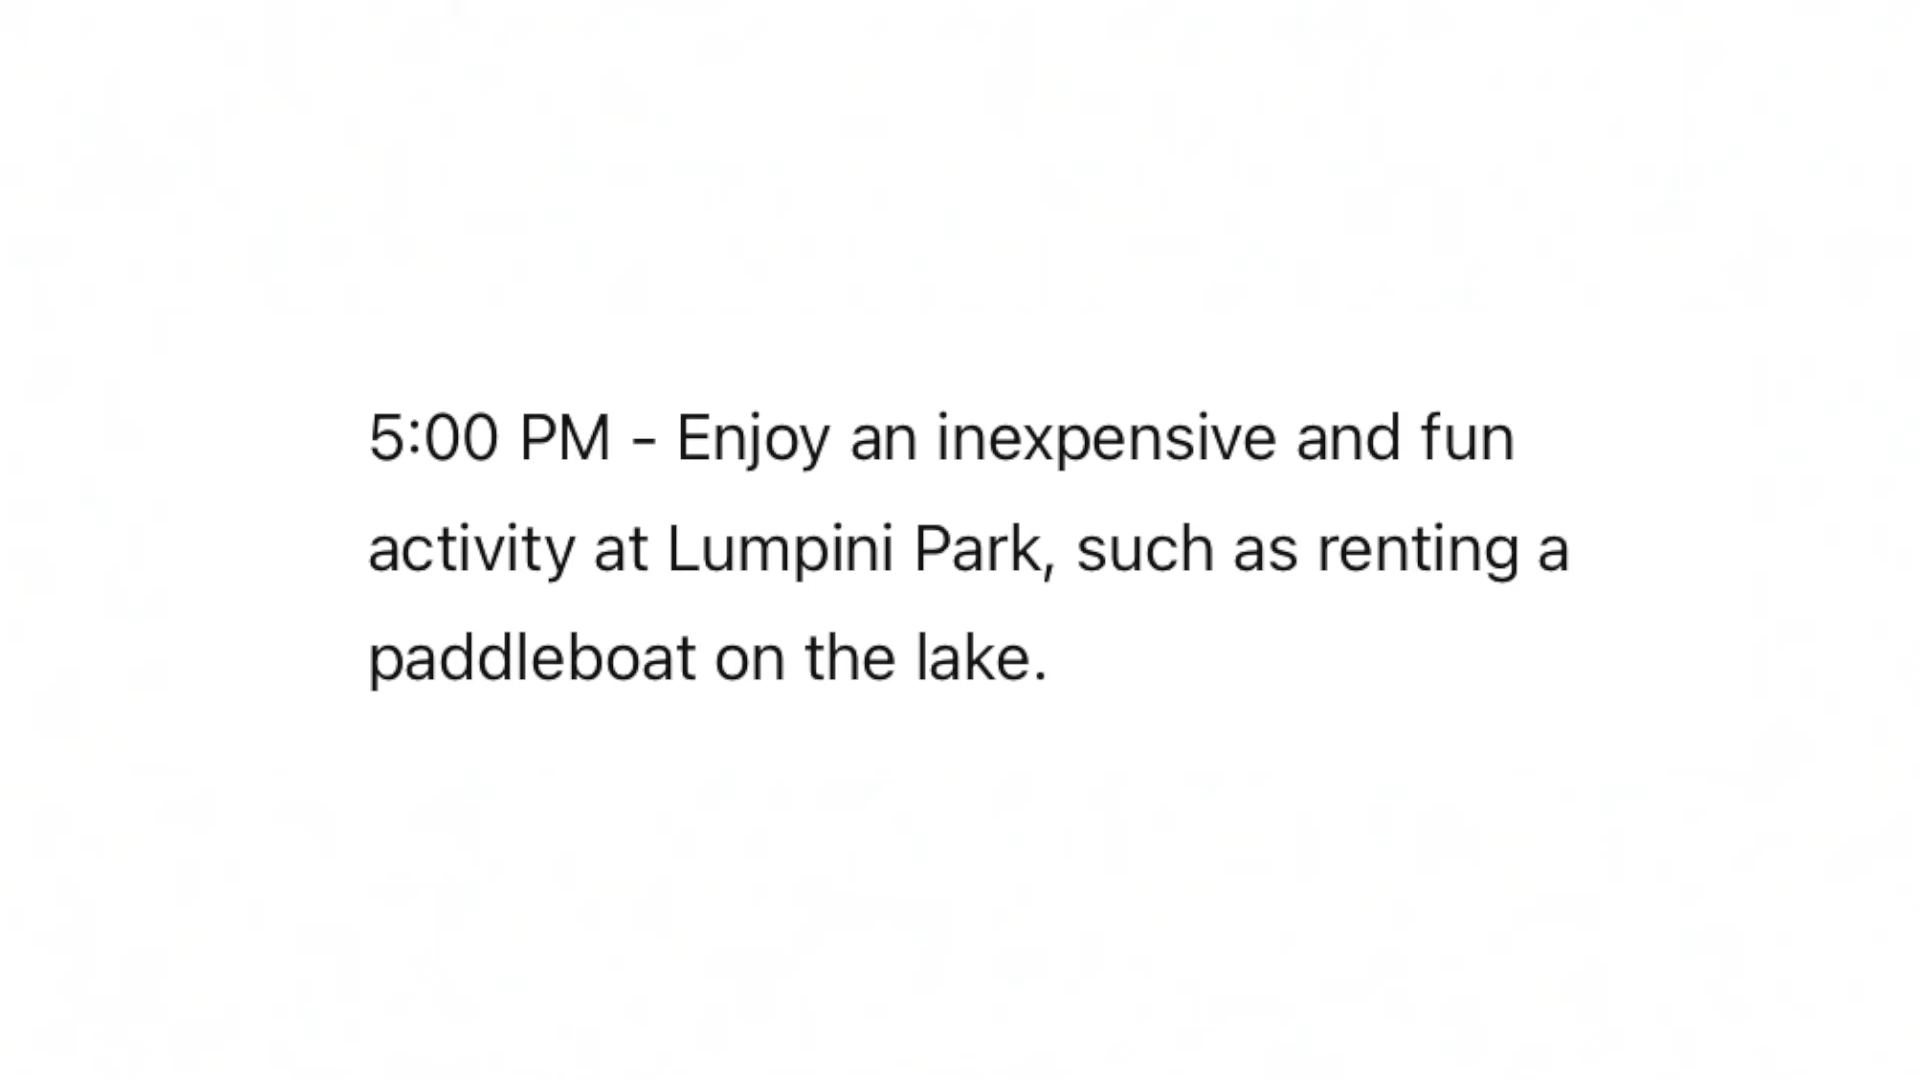 5:00 PM - Enjoy an inexpensive and fun
activity at Lumpini Park, such as renting a
paddleboat on the lake.